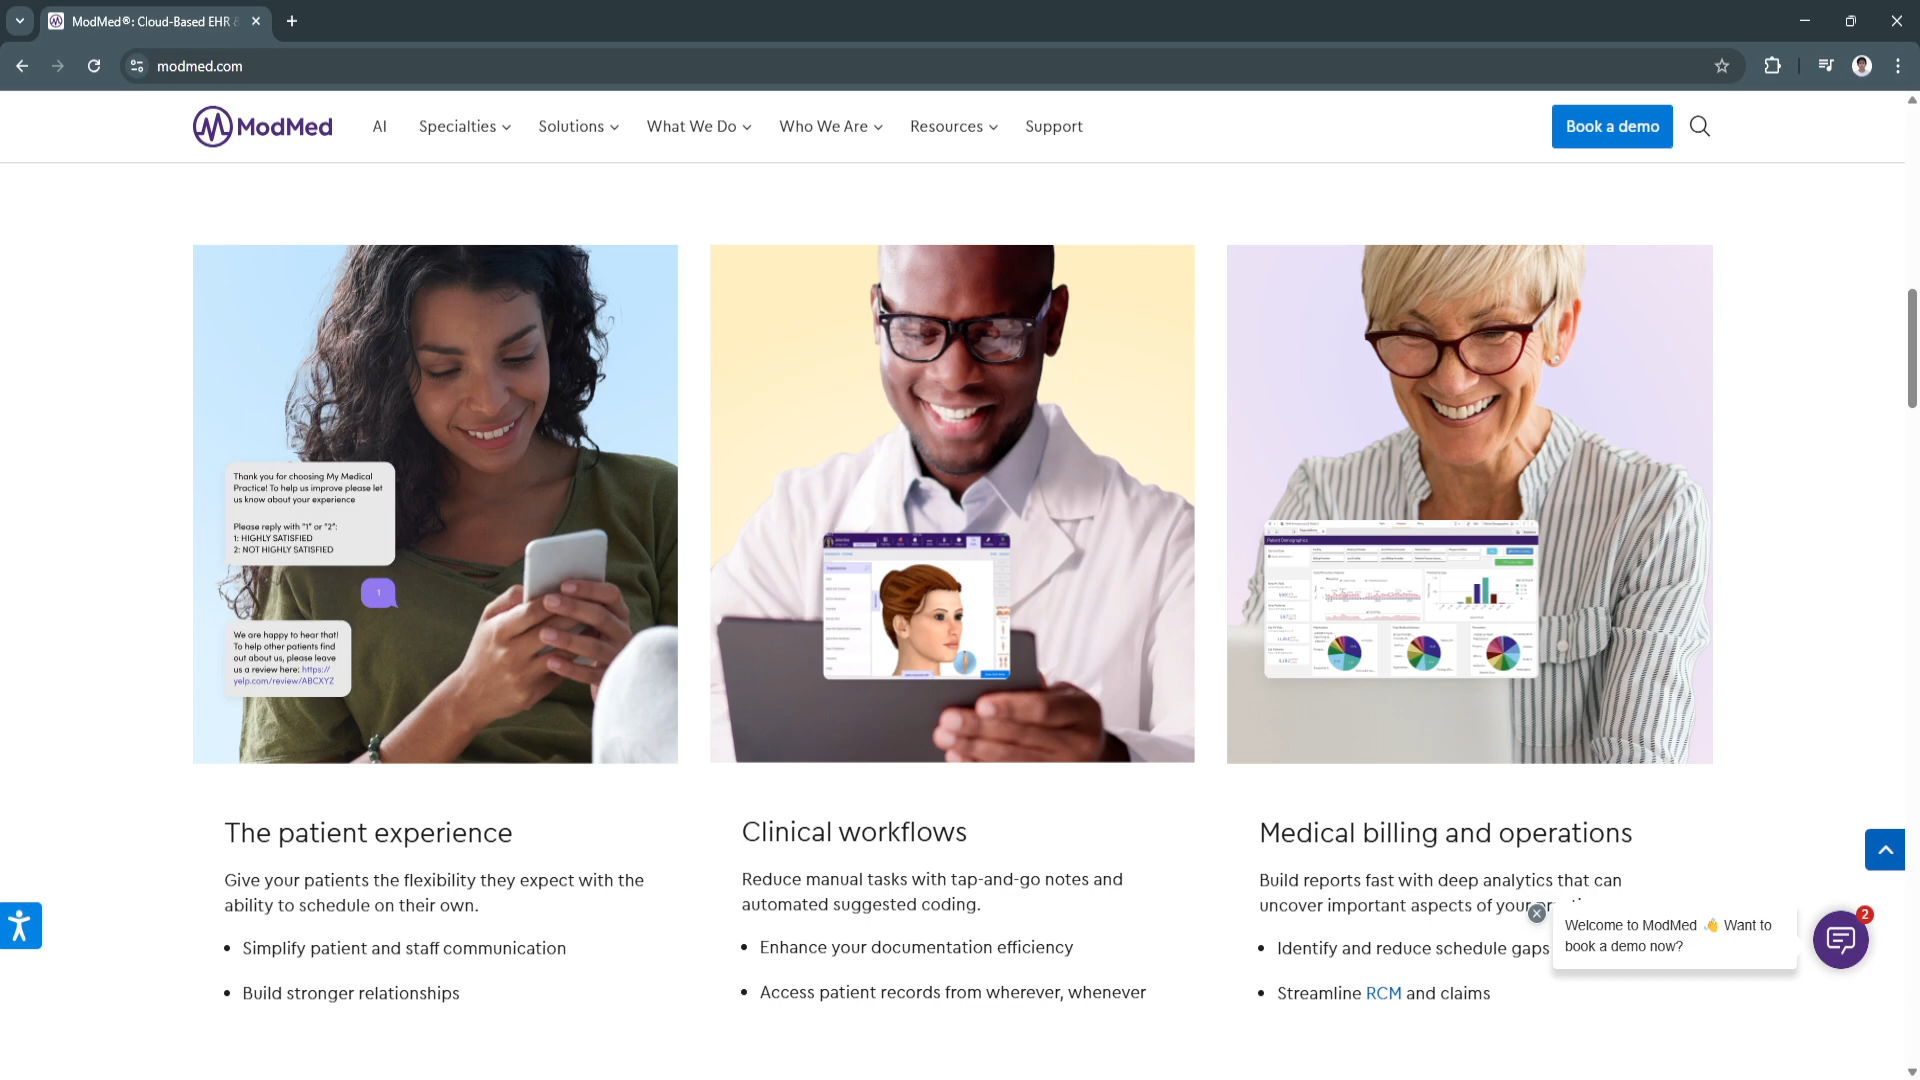 ModMed®: Cloud-Based EHR &
modmed.com
ModMed
AI
Specialties
Solutions
What We Do
Who We Are
Resources
Support
Book a demo
Thank you for choosing My Medical
Practice! To help us improve please let
us know about your experience
Please reply with "1" or "2":
1: HIGHLY SATISFIED
2: NOT HIGHLY SATISFIED
1
We are happy to hear that!
To help other patients find
out about us, please leave
us a review here: https://
yelp.com/review/ABCXYZ
Patient Demographics
The patient experience
Give your patients the flexibility they expect with the
ability to schedule on their own.
• Simplify patient and staff communication
• Build stronger relationships
Clinical workflows
Reduce manual tasks with tap-and-go notes and
automated suggested coding.
• Enhance your documentation efficiency
• Access patient records from wherever, whenever
Medical billing and operations
Build reports fast with deep analytics that can
uncover important aspects of your
• Identify and reduce schedule gaps
• Streamline RCM and claims
Welcome to ModMed 👋 Want to
book a demo now?
2